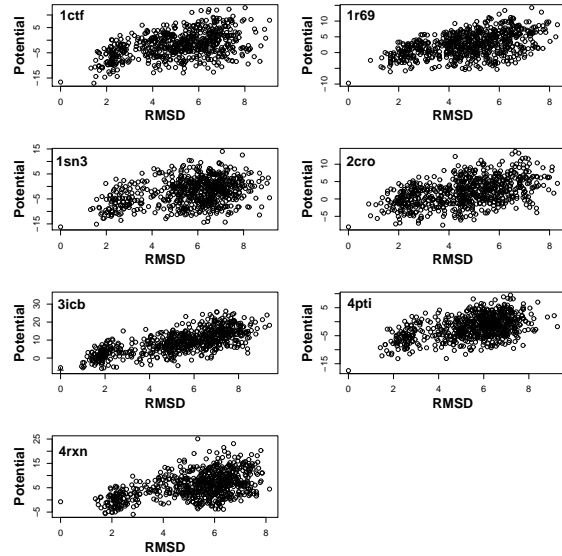 1ctf
Potential
-15 -5 5
0 2 4 6 8
RMSD
1r69
Potential
-10 0 5 10
0 2 4 6 8
RMSD
1sn3
Potential
-15 -5 5 15
0 2 4 6 8
RMSD
2cro
Potential
-5 0 5 10
0 2 4 6 8
RMSD
3icb
Potential
0 10 20 30
0 2 4 6 8
RMSD
4pti
Potential
-15 -5 5
0 2 4 6 8
RMSD
4rxn
Potential
-5 5 15 25
0 2 4 6 8
RMSD